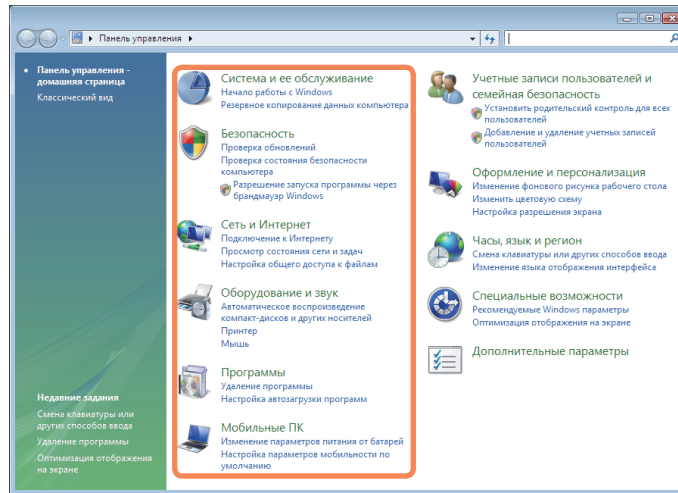 Панель управления
Панель управления -
домашняя страница
Классический вид
Система и ее обслуживание
Начало работы с Windows
Резервное копирование данных компьютера
Безопасность
Проверка обновлений
Проверка состояния безопасности
компьютера
Разрешение запуска программы через
брандмауэр Windows
Сеть и Интернет
Подключение к Интернету
Просмотр состояния сети и задач
Настройка общего доступа к файлам
Оборудование и звук
Автоматическое воспроизведение
компакт-дисков и других носителей
Принтер
Мышь
Программы
Удаление программы
Настройка автозагрузки программ
Мобильные ПК
Изменение параметров питания от батарей
Настройка параметров мобильности по
умолчанию
Учетные записи пользователей и
семейная безопасность
Установить родительский контроль для всех
пользователей
Добавление и удаление учетных записей
пользователей
Оформление и персонализация
Изменение фонового рисунка рабочего стола
Изменить цветовую схему
Настройка разрешения экрана
Часы, язык и регион
Смена клавиатуры или других способов ввода
Изменение языка отображения интерфейса
Специальные возможности
Рекомендуемые Windows параметры
Оптимизация отображения на экране
Дополнительные параметры
Недавние задания
Смена клавиатуры или
других способов ввода
Удаление программы
Оптимизация отображения
на экране